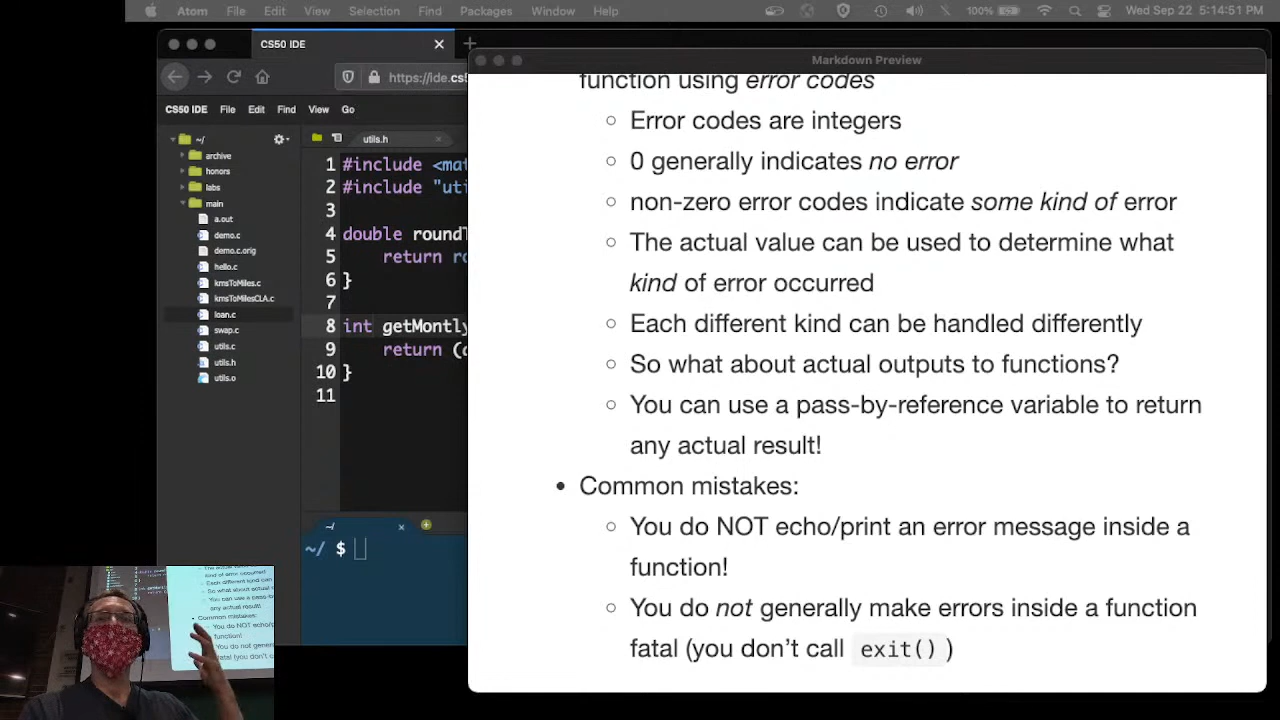 Atom File Edit View Selection Find Packages Window Help 100% Wed Sep 22 5:14:51 PM
CS50 IDE
https://ide.cs5
CS50 IDE File Edit Find View Go
~/
archive
honors
labs
main
a.out
demo.c
demo.c.orig
hello.c
kmsToMiles.c
kmsToMilesCLA.c
loan.c
swap.c
utils.c
utils.h
utils.o
utils.h
1 #include <mat
2 #include "uti
3
4 double roundT
5 return ro
6 }
7
8 int getMontly
9 return (d
10 }
11
~/
~/ $
Markdown Preview
function using error codes
Error codes are integers
0 generally indicates no error
non-zero error codes indicate some kind of error
The actual value can be used to determine what
kind of error occurred
Each different kind can be handled differently
So what about actual outputs to functions?
You can use a pass-by-reference variable to return
any actual result!
Common mistakes:
You do NOT echo/print an error message inside a
function!
You do not generally make errors inside a function
fatal (you don't call exit() )